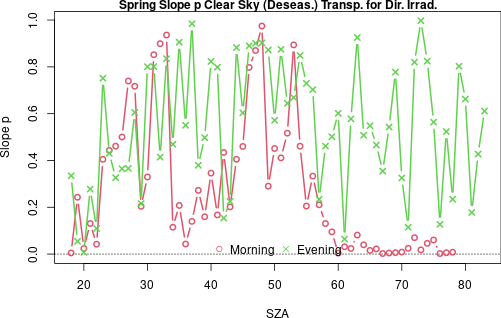 Spring Slope p Clear Sky (Deseas.) Transp. for Dir. Irrad.
Slope p
1.0
0.8
0.6
0.4
0.2
0.0
Morning Evening
20 30 40 50 60 70 80
SZA